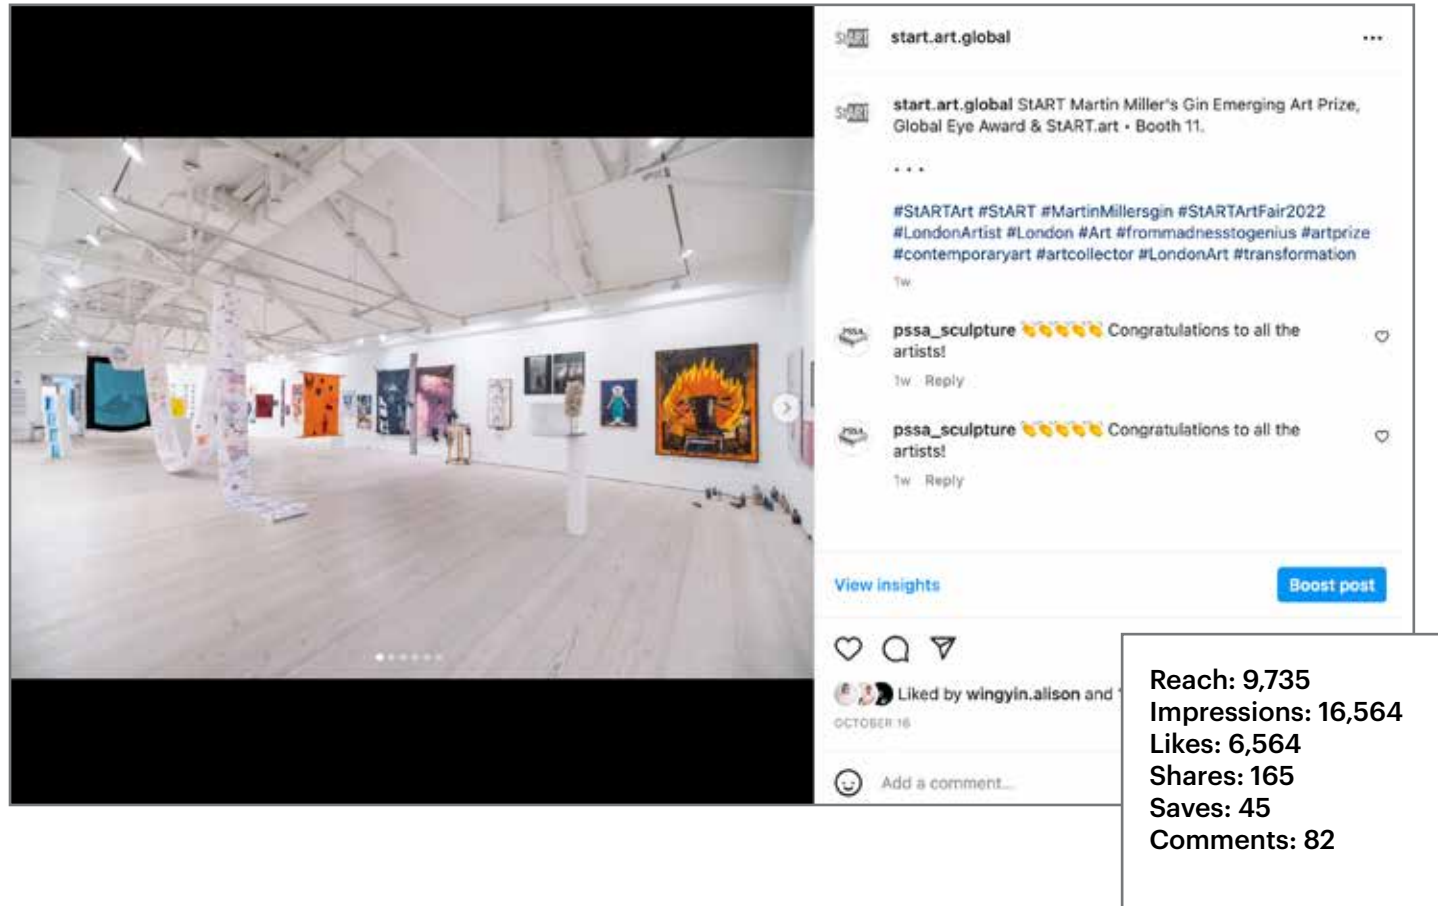 StART
start.art.global
StART
start.art.global StART Martin Miller's Gin Emerging Art Prize,
Global Eye Award & StART.art • Booth 11.
. . .
#StARTArt #StART #MartinMillersgin #StARTArtFair2022
#LondonArtist #London #Art #frommadnesstogenius #artprize
#contemporaryart #artcollector #LondonArt #transformation
1w
PSSA
pssa_sculpture 👏👏👏👏👏 Congratulations to all the
artists!
1w Reply
PSSA
pssa_sculpture 👏👏👏👏👏 Congratulations to all the
artists!
1w Reply
View insights
Boost post
Liked by wingyin.alison and
OCTOBER 16
Add a comment...
Reach: 9,735
Impressions: 16,564
Likes: 6,564
Shares: 165
Saves: 45
Comments: 82